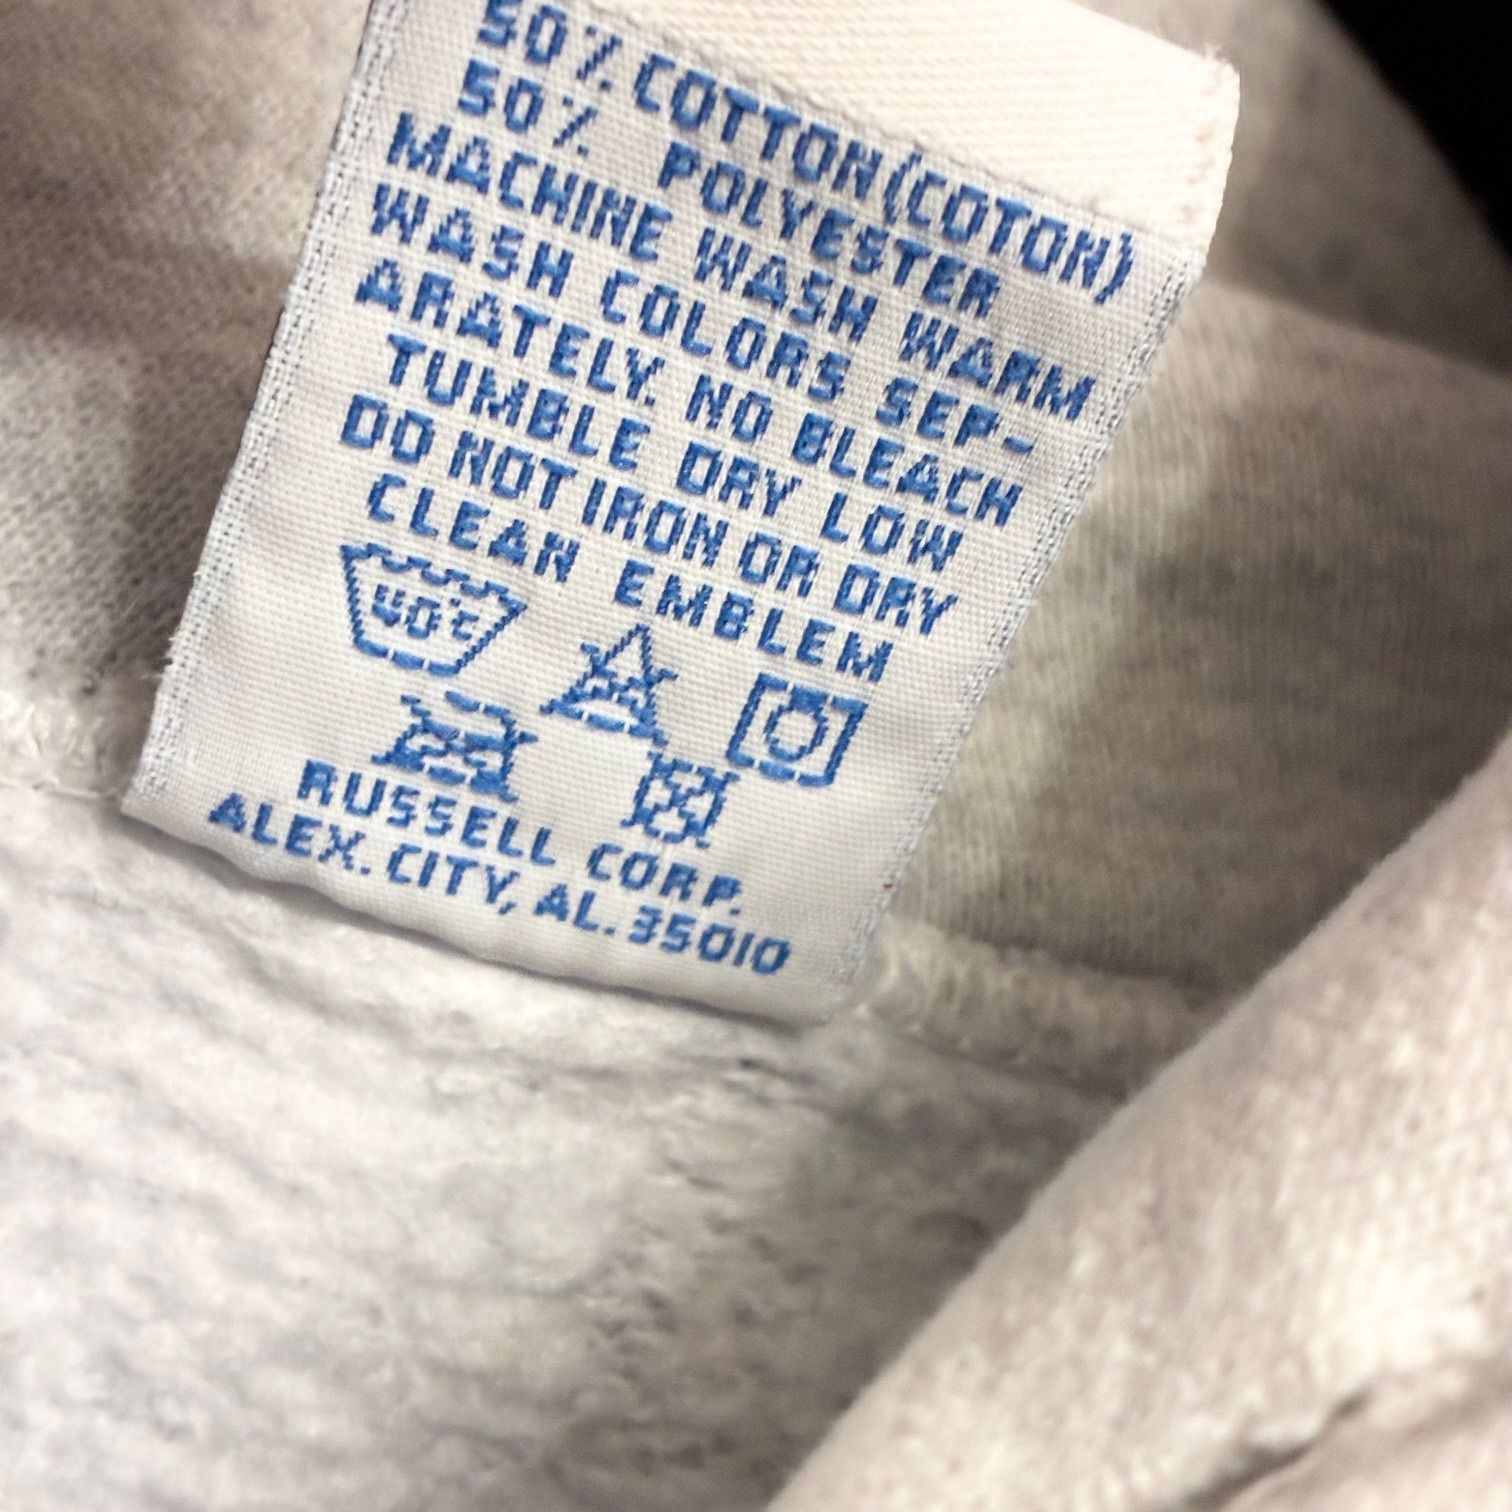 50% COTTON(COTON)
50% POLYESTER
MACHINE WASH WARM
WASH COLORS SEP-
ARATELY. NO BLEACH
TUMBLE DRY LOW
DO NOT IRON OR DRY
CLEAN EMBLEM
40°C
RUSSELL CORP.
ALEX. CITY, AL. 35010